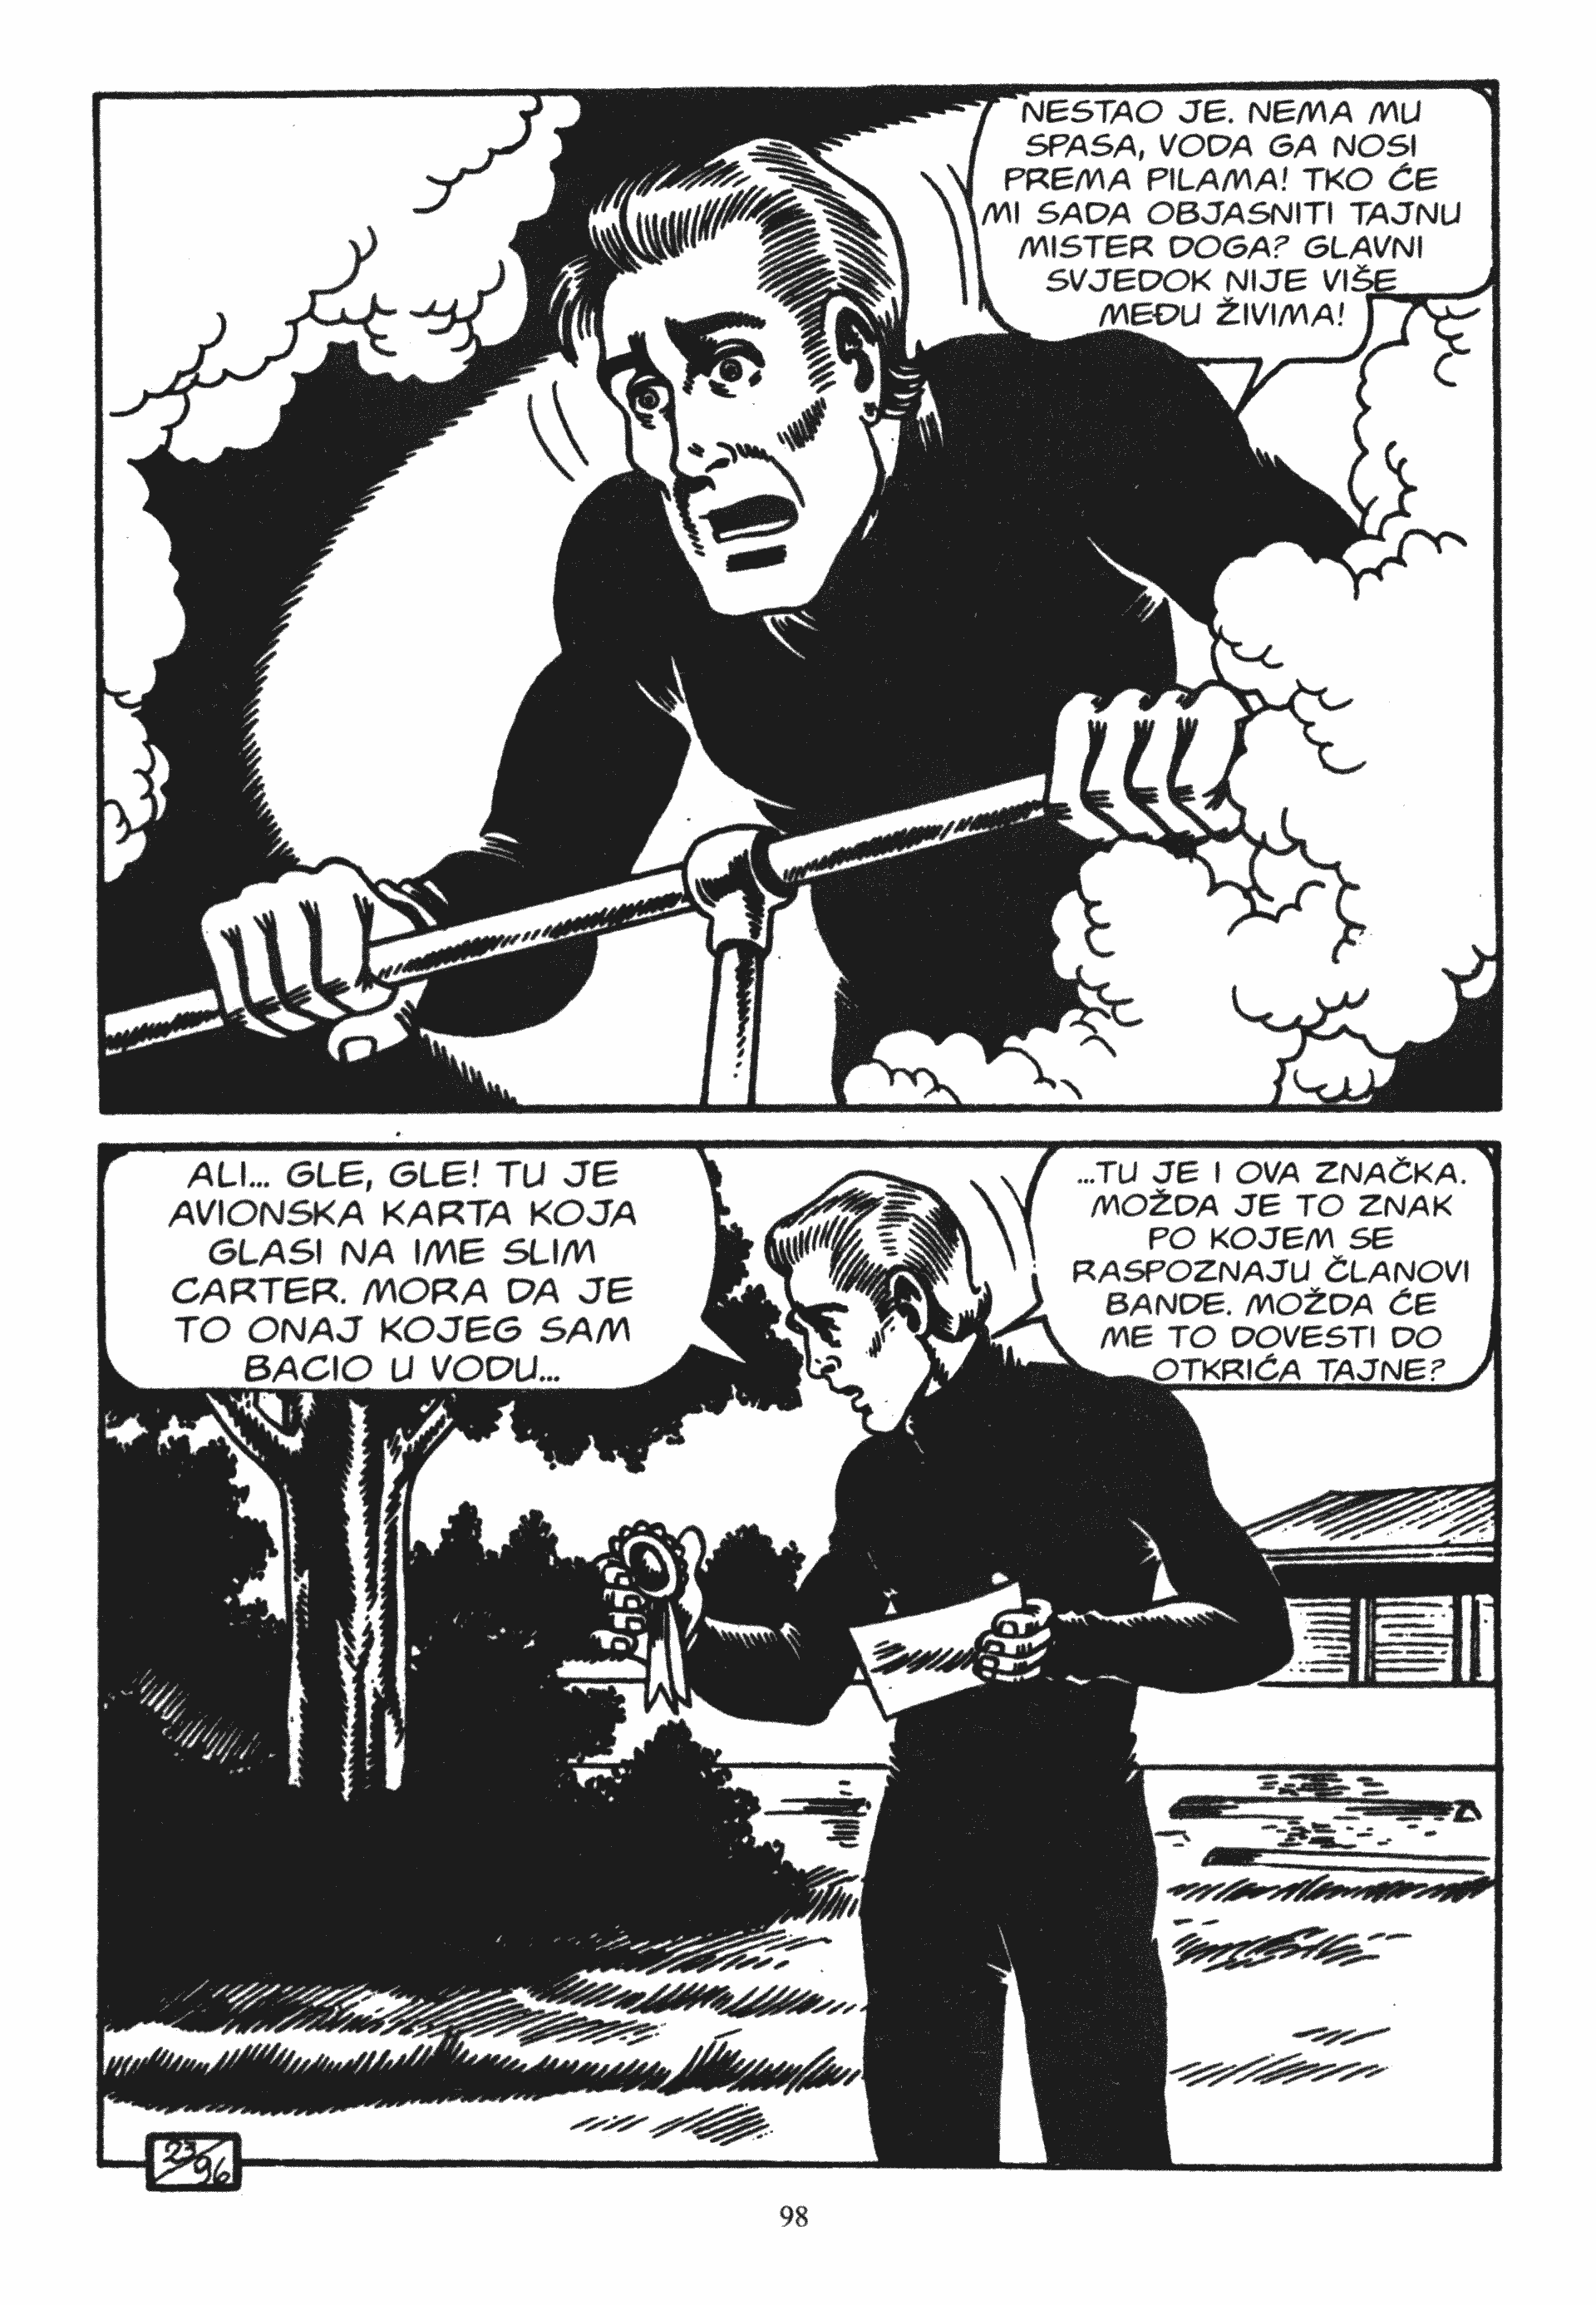 NESTAO JE. NEMA MU
SPASA, VODA GA NOSI
PREMA PILAMA! TKO ĆE
MI SADA OBJASNITI TAJNU
MISTER DOGA? GLAVNI
SVJEDOK NIJE VIŠE
MEĐU ŽIVIMA!
ALI... GLE, GLE! TU JE
AVIONSKA KARTA KOJA
GLASI NA IME SLIM
CARTER. MORA DA JE
TO ONAJ KOJEG SAM
BACIO U VODU...
...TU JE I OVA ZNAČKA.
MOŽDA JE TO ZNAK
PO KOJEM SE
RASPOZNAJU ČLANOVI
BANDE. MOŽDA ĆE
ME TO DOVESTI DO
OTKRIĆA TAJNE?
23/96
98